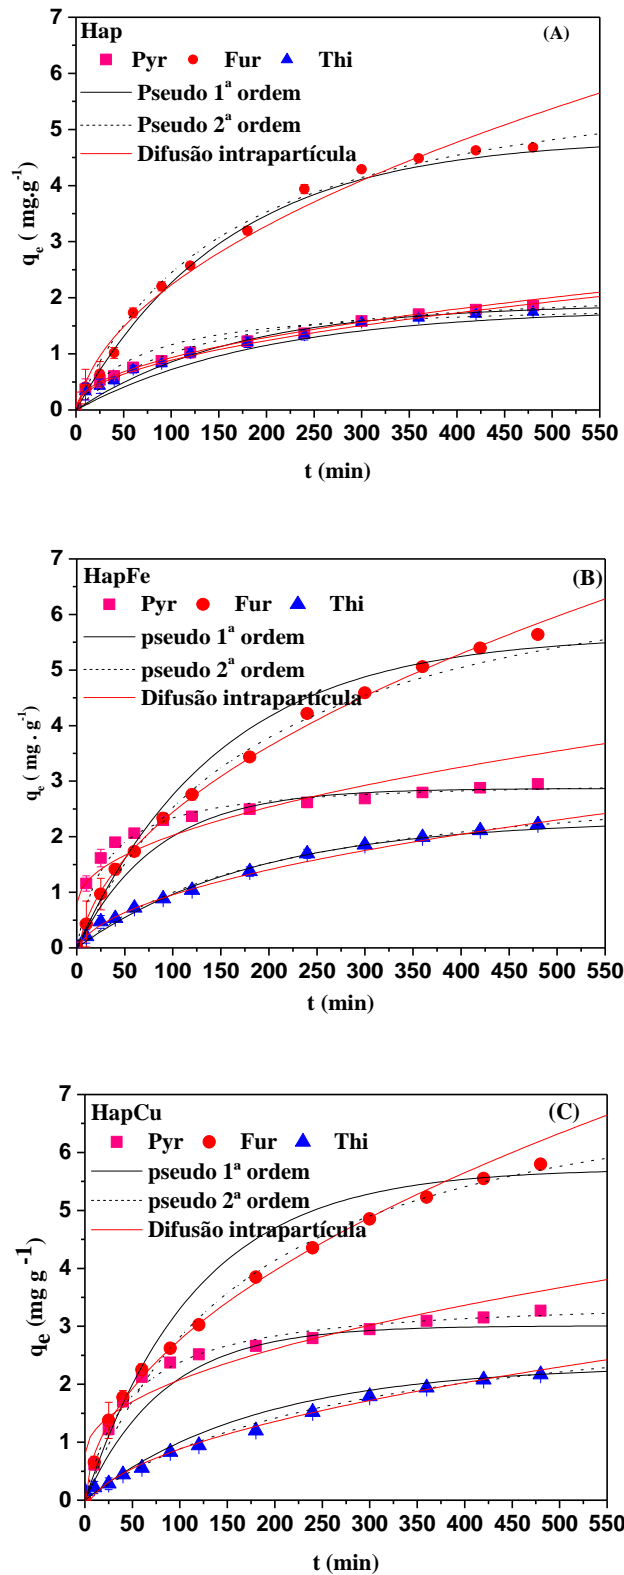 7
Hap
(A)
Pyr Fur Thi
6
Pseudo 1ª ordem
Pseudo 2ª ordem
5
Difusão intrapartícula
4
3
2
1
0
qe ( mg.g-1)
0 50 100 150 200 250 300 350 400 450 500 550
t (min)
7
HapFe
(B)
Pyr Fur Thi
6
pseudo 1ª ordem
pseudo 2ª ordem
5
Difusão intrapartícula
4
3
2
1
0
qe ( mg . g-1)
0 50 100 150 200 250 300 350 400 450 500 550
t (min)
7
HapCu
(C)
Pyr Fur Thi
6
pseudo 1ª ordem
pseudo 2ª ordem
5
Difusão intrapartícula
4
3
2
1
0
qe (mg g-1)
0 50 100 150 200 250 300 350 400 450 500 550
t (min)